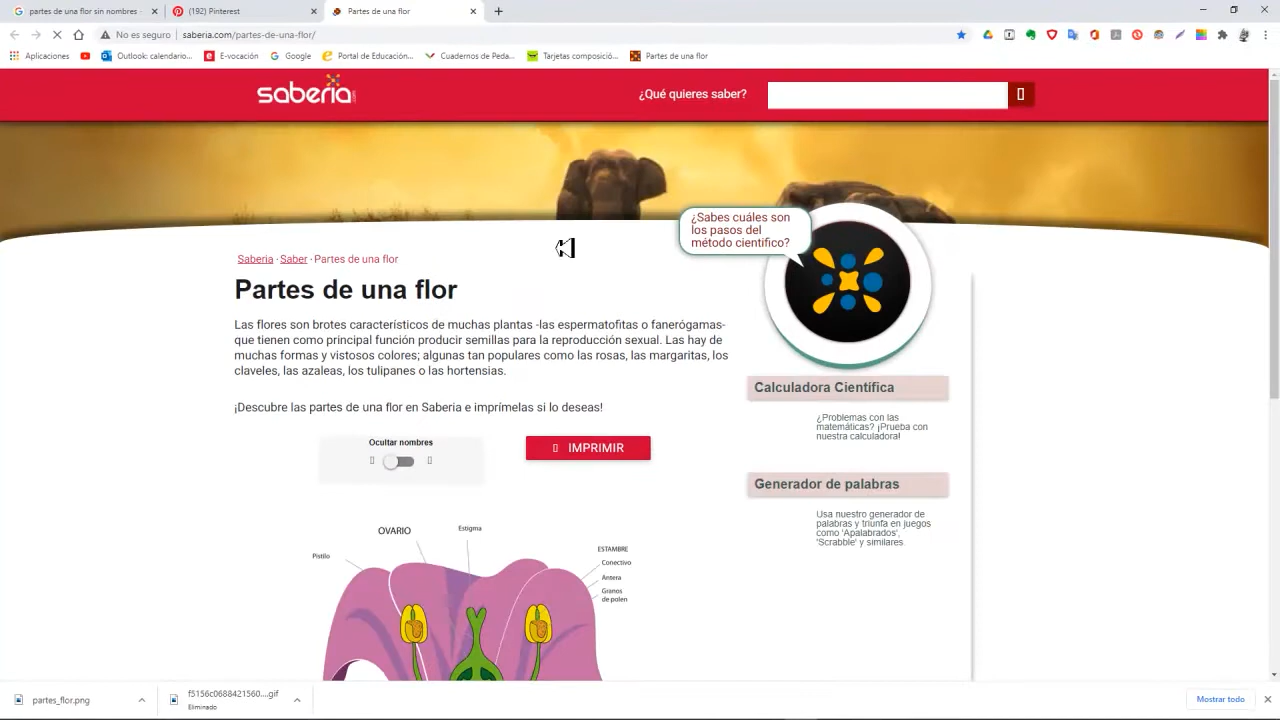 partes de una flor sin nombres -
(192) Pinterest
Partes de una flor
No es seguro | saberia.com/partes-de-una-flor/
Aplicaciones
Outlook: calendario...
E-vocación
Google
Portal de Educación...
Cuadernos de Peda...
Tarjetas composició...
Partes de una flor
saberia
¿Qué quieres saber?
¿Sabes cuáles son
los pasos del
método cientifico?
Saberia · Saber · Partes de una flor
Partes de una flor
Las flores son brotes característicos de muchas plantas -las espermatofitas o fanerógamas-
que tienen como principal función producir semillas para la reproducción sexual. Las hay de
muchas formas y vistosos colores; algunas tan populares como las rosas, las margaritas, los
claveles, las azaleas, los tulipanes o las hortensias.
¡Descubre las partes de una flor en Saberia e imprímelas si lo deseas!
Ocultar nombres
IMPRIMIR
Calculadora Científica
¿Problemas con las
matemáticas? ¡Prueba con
nuestra calculadora!
Generador de palabras
Usa nuestro generador de
palabras y triunfa en juegos
como 'Apalabrados',
'Scrabble' y similares.
OVARIO
Estigma
Pistilo
ESTAMBRE
Conectivo
Antera
Granos
de polen
partes_flor.png
f5156c0688421560....gif
Eliminado
Mostrar todo